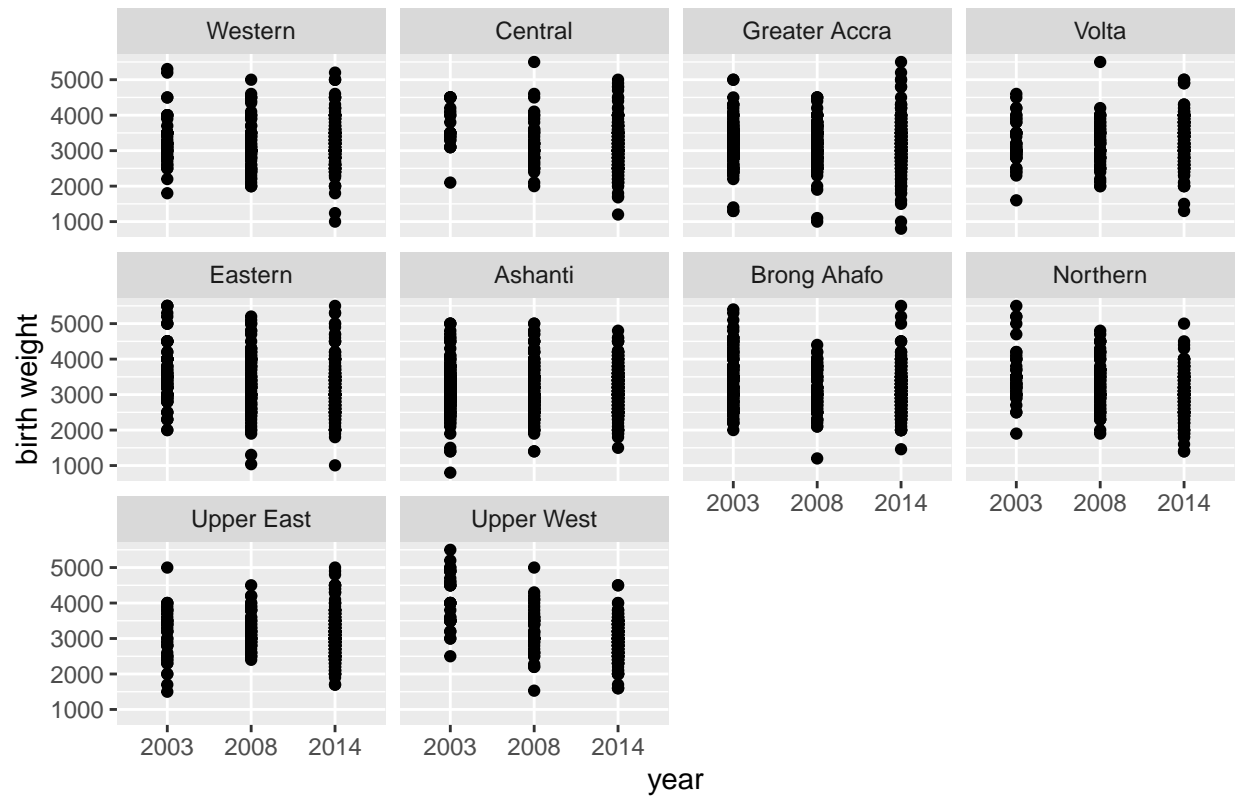 Western Central Greater Accra Volta
5000
4000
3000
2000
1000
Eastern Ashanti Brong Ahafo Northern
5000
4000
3000
2000
1000
2003 2008 2014 2003 2008 2014
Upper East Upper West
5000
4000
3000
2000
1000
2003 2008 2014 2003 2008 2014
year
birth weight